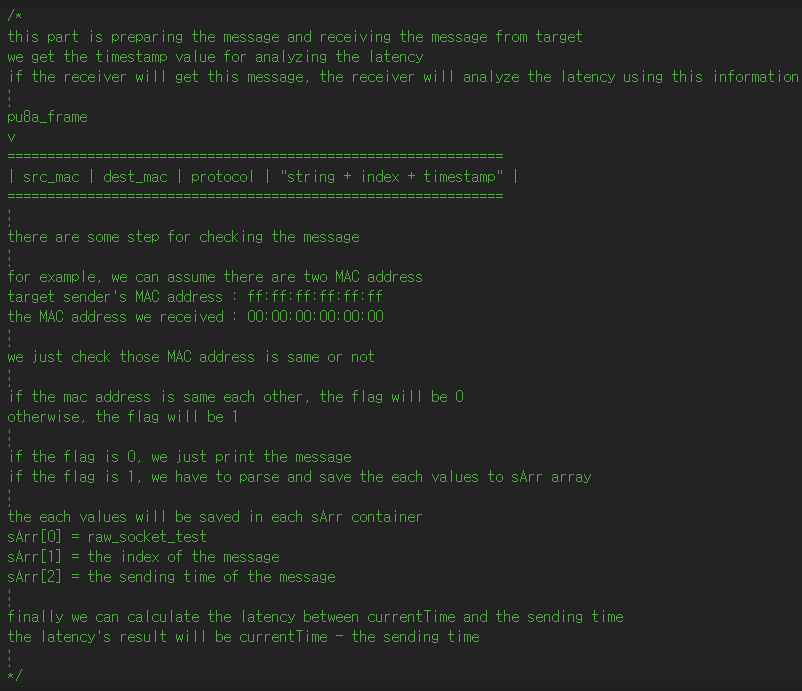 /*
this part is preparing the message and receiving the message from target
we get the timestamp value for analyzing the latency
if the receiver will get this message, the receiver will analyze the latency using this information
pu8a_frame
v
==============================================================
| src_mac | dest_mac | protocol | "string + index + timestamp" |
==============================================================
there are some step for checking the message
for example, we can assume there are two MAC address
target sender's MAC address : ff:ff:ff:ff:ff:ff
the MAC address we received : 00:00:00:00:00:00
we just check those MAC address is same or not
if the mac address is same each other, the flag will be 0
otherwise, the flag will be 1
if the flag is 0, we just print the message
if the flag is 1, we have to parse and save the each values to sArr array
the each values will be saved in each sArr container
sArr[0] = raw_socket_test
sArr[1] = the index of the message
sArr[2] = the sending time of the message
finally we can calculate the latency between currentTime and the sending time
the latency's result will be currentTime - the sending time
*/